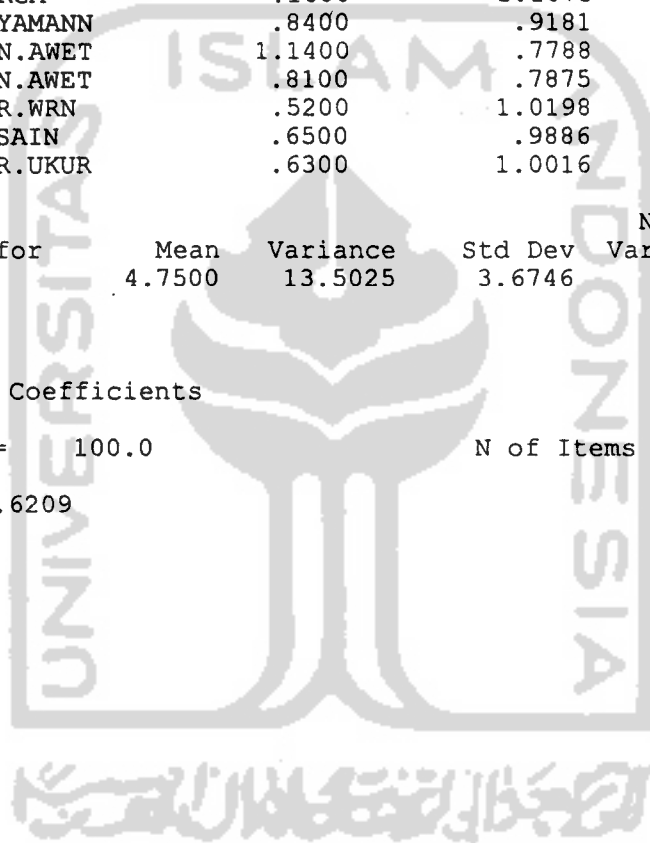 YAMANN .8400 .9181
N.AWET 1.1400 .7788
N.AWET .8100 .7875
R.WRN .5200 1.0198
SAIN .6500 .9886
R.UKUR .6300 1.0016
N
for Mean Variance Std Dev Var
4.7500 13.5025 3.6746
Coefficients
= 100.0 N of Items
.6209
ISLAM
UNIVERSITAS
INDONESIA